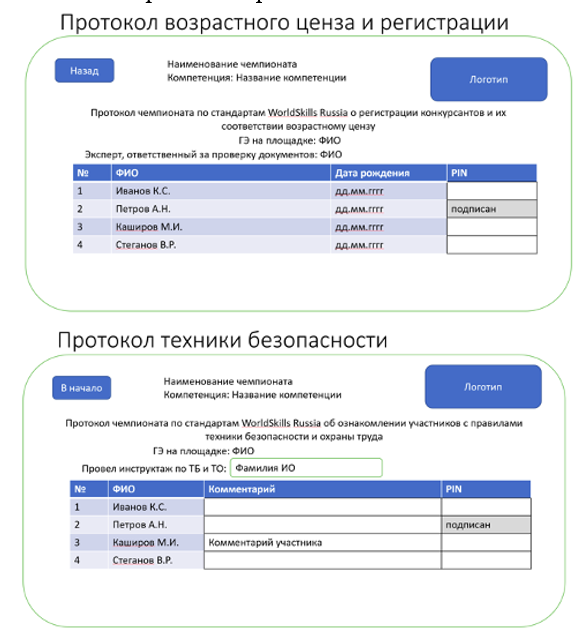 Протокол возрастного ценза и регистрации
Назад
Наименование чемпионата
Компетенция: Название компетенции
Логотип
Протокол чемпионата по стандартам WorldSkills Russia о регистрации конкурсантов и их
соответствии возрастному цензу
ГЭ на площадке: ФИО
Эксперт, ответственный за проверку документов: ФИО
№ ФИО Дата рождения PIN
1 Иванов К.С. дд.мм.гггг
2 Петров А.Н. дд.мм.гггг подписан
3 Каширов М.И. дд.мм.гггг
4 Стеганов В.Р. дд.мм.гггг
Протокол техники безопасности
В начало
Наименование чемпионата
Компетенция: Название компетенции
Логотип
Протокол чемпионата по стандартам WorldSkills Russia об ознакомлении участников с правилами
техники безопасности и охраны труда
ГЭ на площадке: ФИО
Провел инструктаж по ТБ и ТО: Фамилия ИО
№ ФИО Комментарий PIN
1 Иванов К.С.
2 Петров А.Н. подписан
3 Каширов М.И. Комментарий участника
4 Стеганов В.Р.